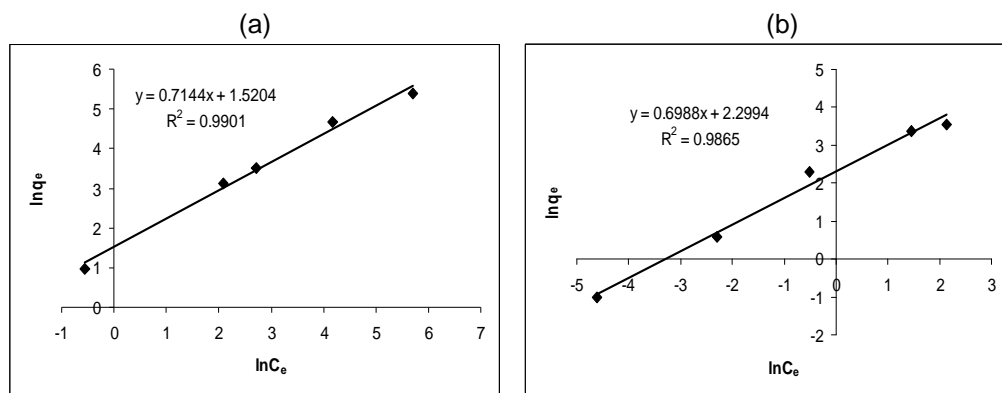 (a)
y = 0.7144x + 1.5204
R² = 0.9901
6
5
4
3
2
1
0
-1 0 1 2 3 4 5 6 7
lnqₑ
lnCₑ
(b)
y = 0.6988x + 2.2994
R² = 0.9865
5
4
3
2
1
0
-1
-2
-5 -4 -3 -2 -1 0 1 2 3
lnqₑ
lnCₑ